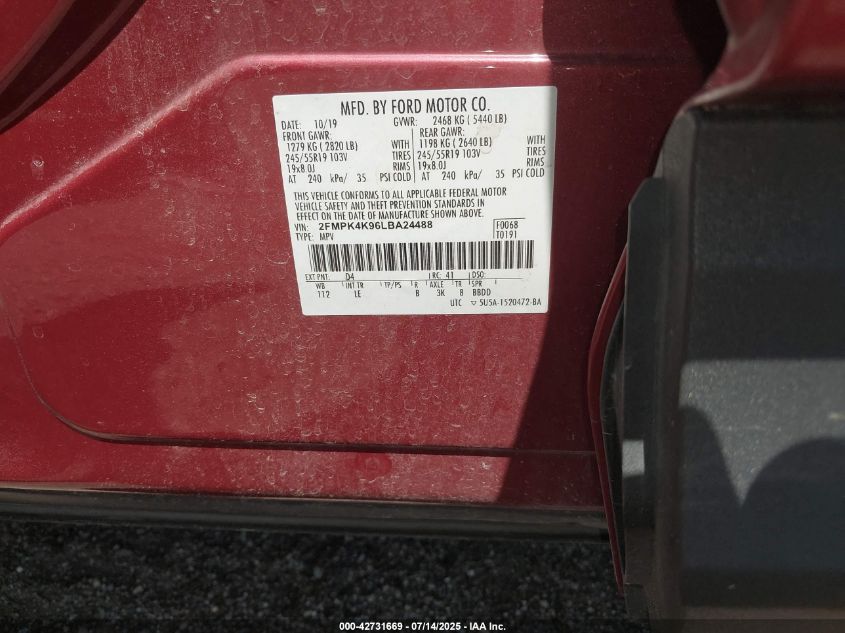 MFD. BY FORD MOTOR CO.
DATE: 10/19 GVWR: 2468 KG ( 5440 LB)
FRONT GAWR: REAR GAWR:
1279 KG ( 2820 LB) WITH 1198 KG ( 2640 LB) WITH
245/55R19 103V TIRES 245/55R19 103V TIRES
19x8.0J RIMS 19x8.0J RIMS
AT 240 kPa/ 35 PSI COLD AT 240 kPa/ 35 PSI COLD
THIS VEHICLE CONFORMS TO ALL APPLICABLE FEDERAL MOTOR
VEHICLE SAFETY AND THEFT PREVENTION STANDARDS IN
EFFECT ON THE DATE OF MANUFACTURE SHOWN ABOVE.
VIN: 2FMPK4K96LBA24488 F0068
TYPE: MPV T0191
EXT PNT: D4 RC: 41 DSO:
WB INT TR TP/PS R AXLE TR SPR
112 LE B 3K 8 BBDD
UTC ▽ 5U5A-1520472-BA
000-42731669 / 07/14/2025 - IAA Inc.